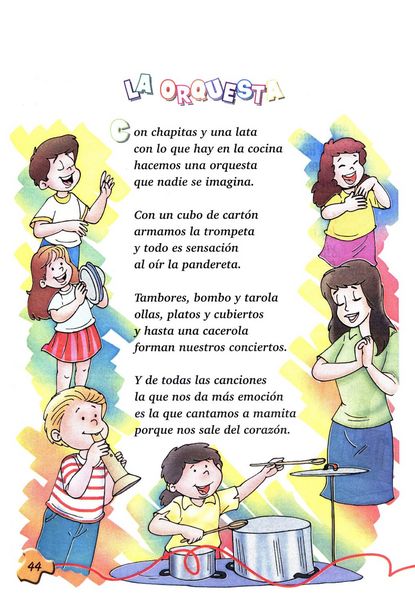 LA ORQUESTA
Con chapitas y una lata
con lo que hay en la cocina
hacemos una orquesta
que nadie se imagina.
Con un cubo de cartón
armamos la trompeta
y todo es sensación
al oír la pandereta.
Tambores, bombo y tarola
ollas, platos y cubiertos
y hasta una cacerola
forman nuestros conciertos.
Y de todas las canciones
la que nos da más emoción
es la que cantamos a mamita
porque nos sale del corazón.
44